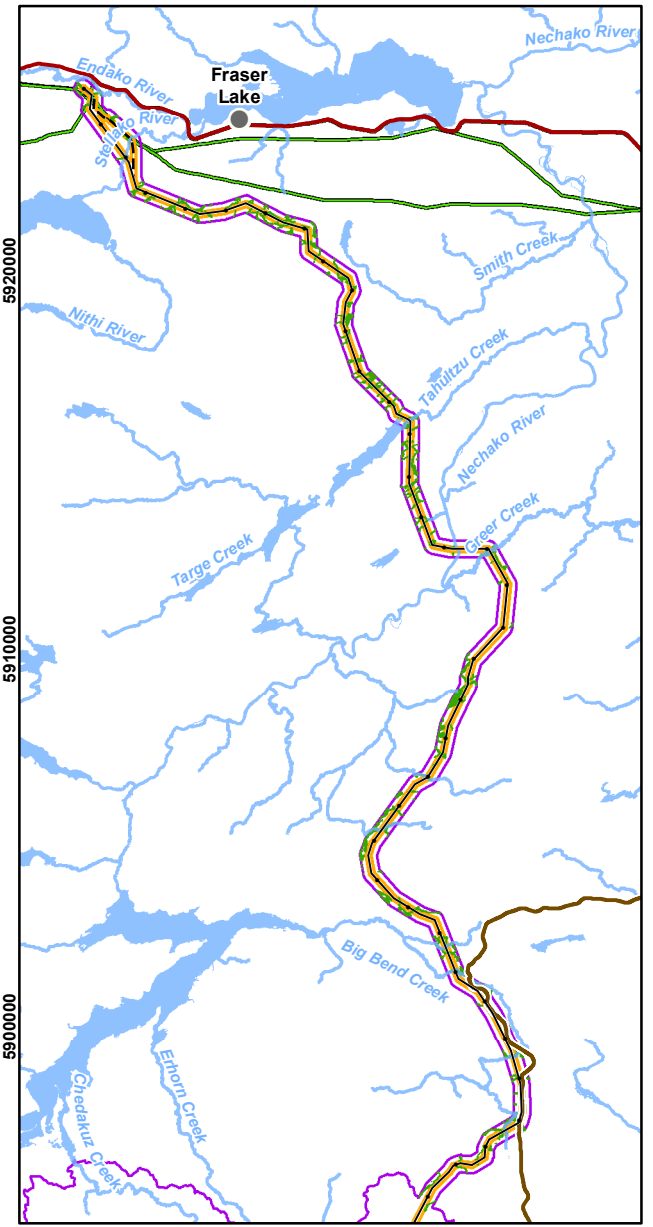 Nechako River
Endako River
Fraser
Lake
Stellako River
5920000
Smith Creek
Nithi River
Tahultzu Creek
Nechako River
Greer Creek
Targe Creek
5910000
Big Bend Creek
5900000
Erhorn Creek
Chedakuz Creek